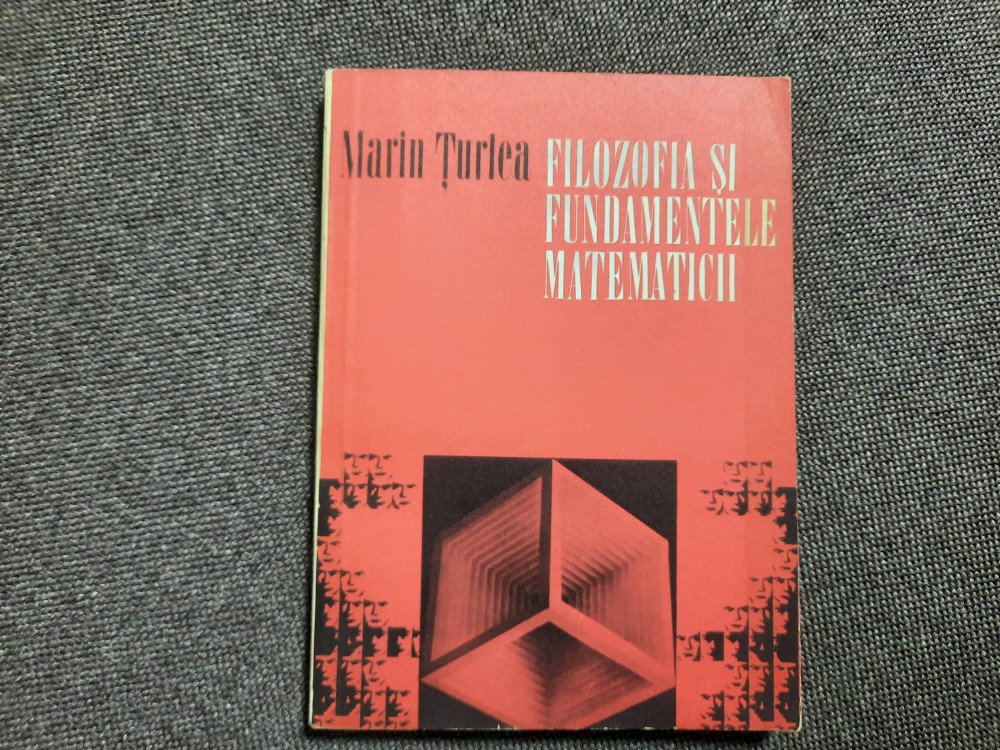 Marin Țurlea
FILOZOFIA ȘI
FUNDAMENTELE
MATEMATICII